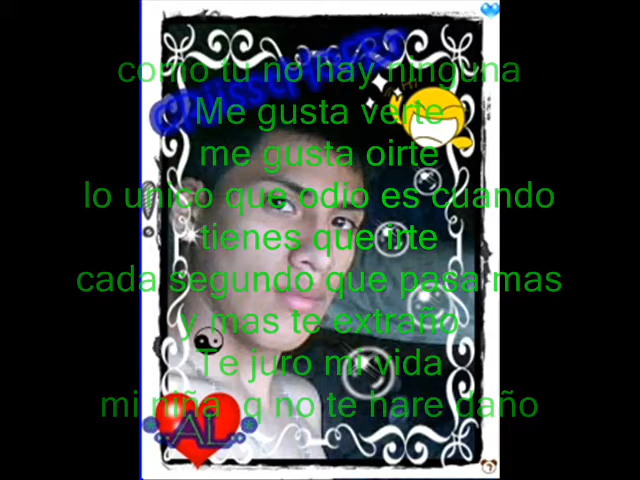 como tu no hay ninguna
Me gusta verte
me gusta oirte
lo unico que odio es cuando
tienes que irte
cada segundo que pasa mas
y mas te extraño
Te juro mi vida
mi niña q no te hare daño
AL